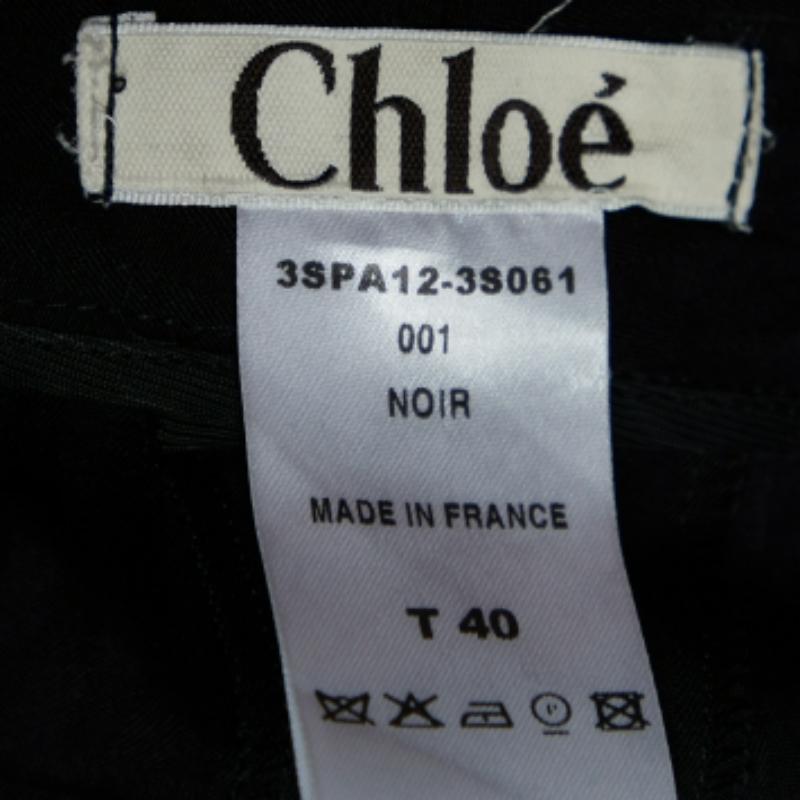 Chloé
3SPA12-3S061
001
NOIR
MADE IN FRANCE
T 40
P